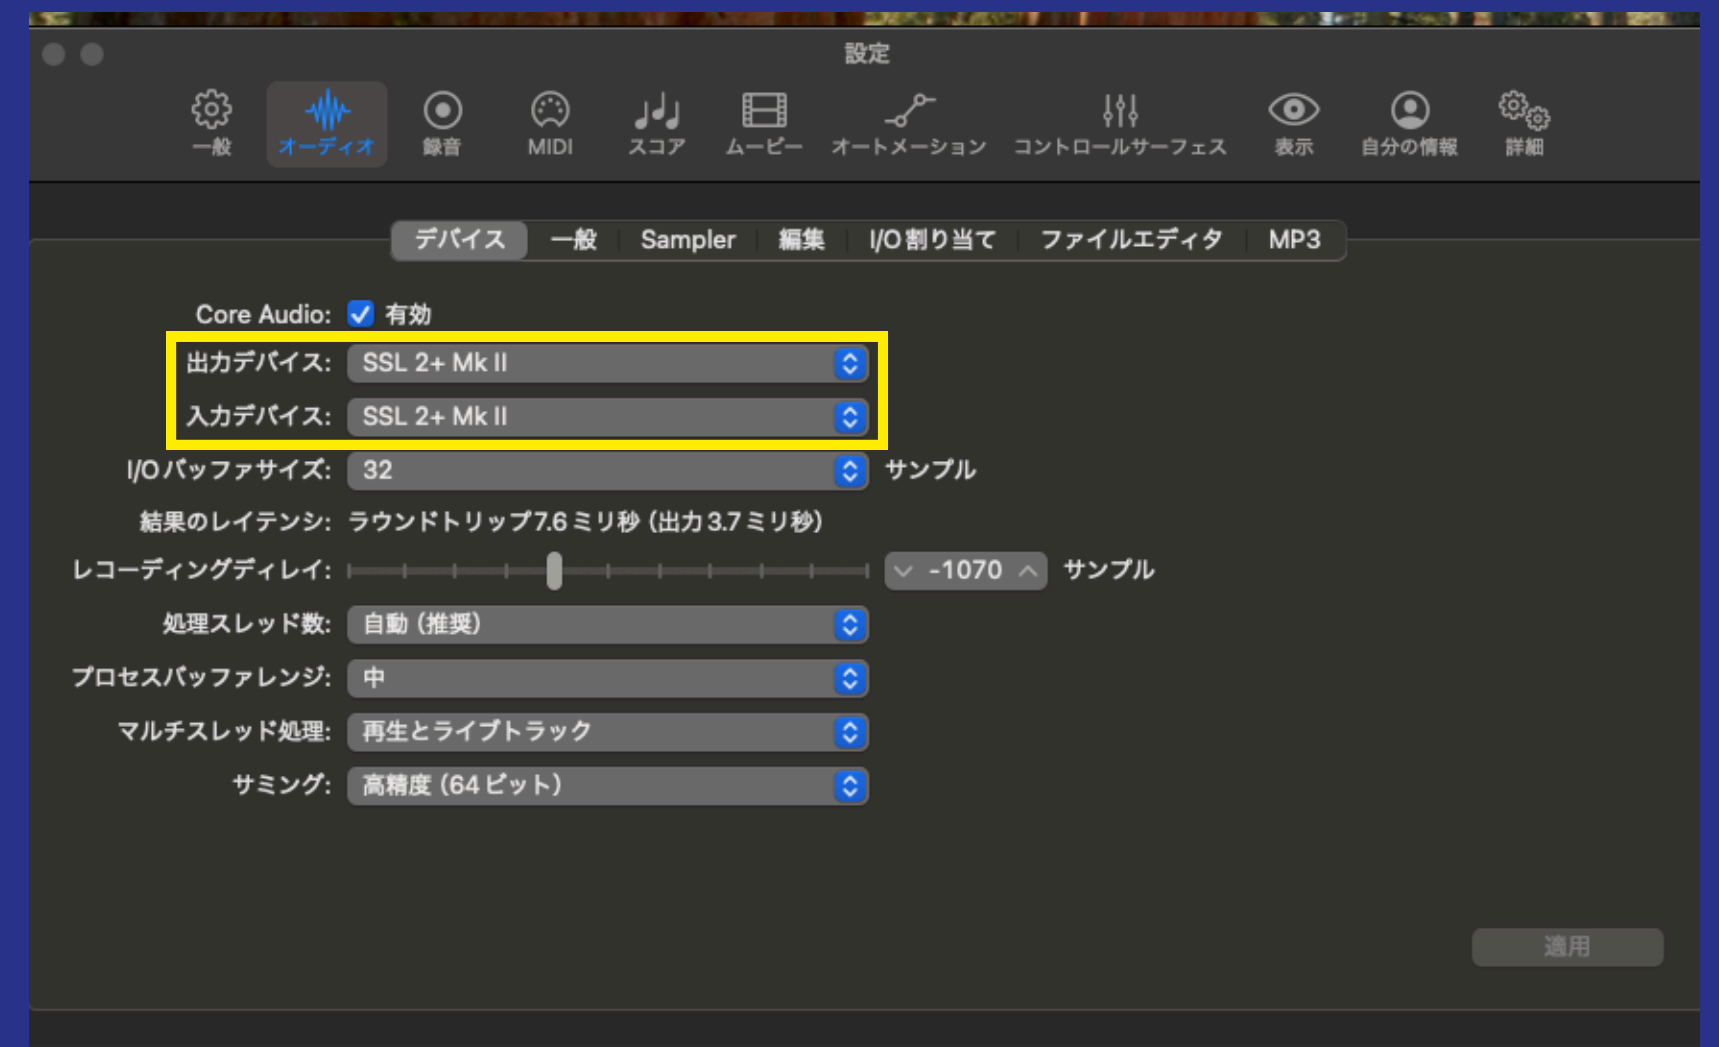 設定
一般 オーディオ 録音 MIDI スコア ムービー オートメーション コントロールサーフェス 表示 自分の情報 詳細
デバイス 一般 Sampler 編集 I/O割り当て ファイルエディタ MP3
Core Audio: 有効
出力デバイス: SSL 2+ Mk II
入力デバイス: SSL 2+ Mk II
I/Oバッファサイズ: 32 サンプル
結果のレイテンシ: ラウンドトリップ7.6ミリ秒（出力3.7ミリ秒）
レコーディングディレイ: -1070 サンプル
処理スレッド数: 自動（推奨）
プロセスバッファレンジ: 中
マルチスレッド処理: 再生とライブトラック
サミング: 高精度（64ビット）
適用